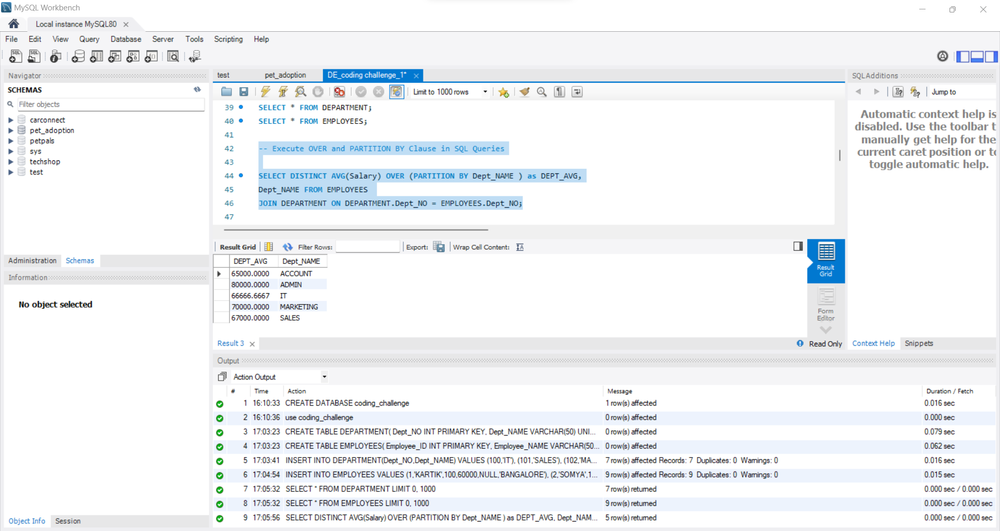 MySQL Workbench
Local instance MySQL80
File Edit View Query Database Server Tools Scripting Help
Navigator
SCHEMAS
Filter objects
carconnect
pet_adoption
petpals
sys
techshop
test
Administration Schemas
Information
No object selected
Object Info Session
test pet_adoption DE_coding challenge_1*
Limit to 1000 rows
39 SELECT * FROM DEPARTMENT;
40 SELECT * FROM EMPLOYEES;
41
42 -- Execute OVER and PARTITION BY Clause in SQL Queries
43
44 SELECT DISTINCT AVG(Salary) OVER (PARTITION BY Dept_NAME ) as DEPT_AVG,
45 Dept_NAME FROM EMPLOYEES
46 JOIN DEPARTMENT ON DEPARTMENT.Dept_NO = EMPLOYEES.Dept_NO;
47
Result Grid Filter Rows: Export: Wrap Cell Content:
DEPT_AVG Dept_NAME
65000.0000 ACCOUNT
80000.0000 ADMIN
66666.6667 IT
70000.0000 MARKETING
67000.0000 SALES
Result Grid
Form Editor
Result 3
Read Only
SQLAdditions
Jump to
Automatic context help is
disabled. Use the toolbar t
manually get help for the
current caret position or to
toggle automatic help.
Context Help Snippets
Output
Action Output
# Time Action Message Duration / Fetch
1 16:10:33 CREATE DATABASE coding_challenge 1 row(s) affected 0.016 sec
2 16:10:36 use coding_challenge 0 row(s) affected 0.000 sec
3 17:03:23 CREATE TABLE DEPARTMENT( Dept_NO INT PRIMARY KEY, Dept_NAME VARCHAR(50) UNI... 0 row(s) affected 0.079 sec
4 17:03:23 CREATE TABLE EMPLOYEES( Employee_ID INT PRIMARY KEY, Employee_NAME VARCHAR(50... 0 row(s) affected 0.062 sec
5 17:03:41 INSERT INTO DEPARTMENT(Dept_NO,Dept_NAME) VALUES (100,'IT'), (101,'SALES'), (102,'MA... 7 row(s) affected Records: 7 Duplicates: 0 Warnings: 0 0.016 sec
6 17:04:54 INSERT INTO EMPLOYEES VALUES (1,'KARTIK',100,60000,NULL,'BANGALORE'), (2,'SOMYA',1... 9 row(s) affected Records: 9 Duplicates: 0 Warnings: 0 0.015 sec
7 17:05:32 SELECT * FROM DEPARTMENT LIMIT 0, 1000 7 row(s) returned 0.000 sec / 0.000 sec
8 17:05:32 SELECT * FROM EMPLOYEES LIMIT 0, 1000 9 row(s) returned 0.000 sec / 0.000 sec
9 17:05:56 SELECT DISTINCT AVG(Salary) OVER (PARTITION BY Dept_NAME ) as DEPT_AVG, Dept_NAM... 5 row(s) returned 0.000 sec / 0.000 sec